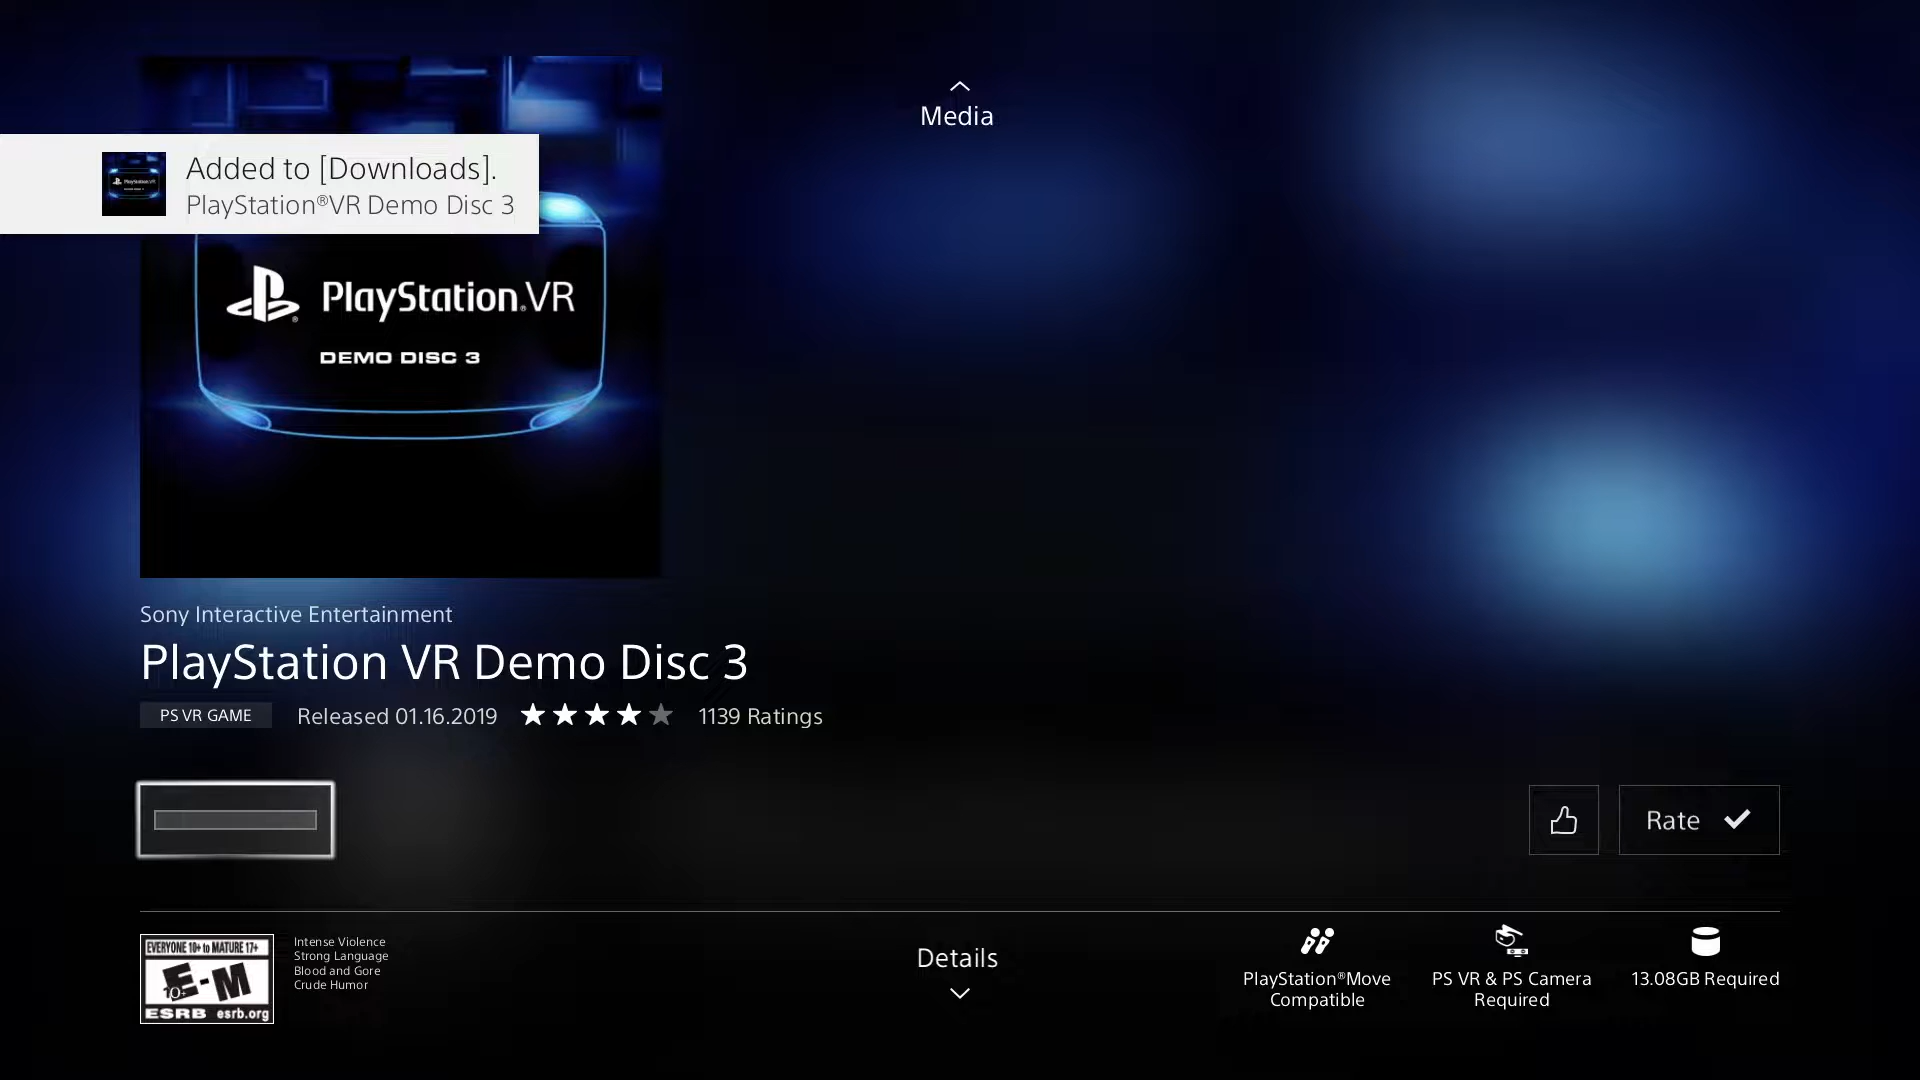 Media
Added to [Downloads].
PlayStation®VR Demo Disc 3
PlayStation®VR
DEMO DISC 3
Sony Interactive Entertainment
PlayStation VR Demo Disc 3
PS VR GAME
Released 01.16.2019
1139 Ratings
Rate
EVERYONE 10+ to MATURE 17+
E-M
10+
ESRB esrb.org
Intense Violence
Strong Language
Blood and Gore
Crude Humor
Details
PlayStation®Move
Compatible
PS VR & PS Camera
Required
13.08GB Required